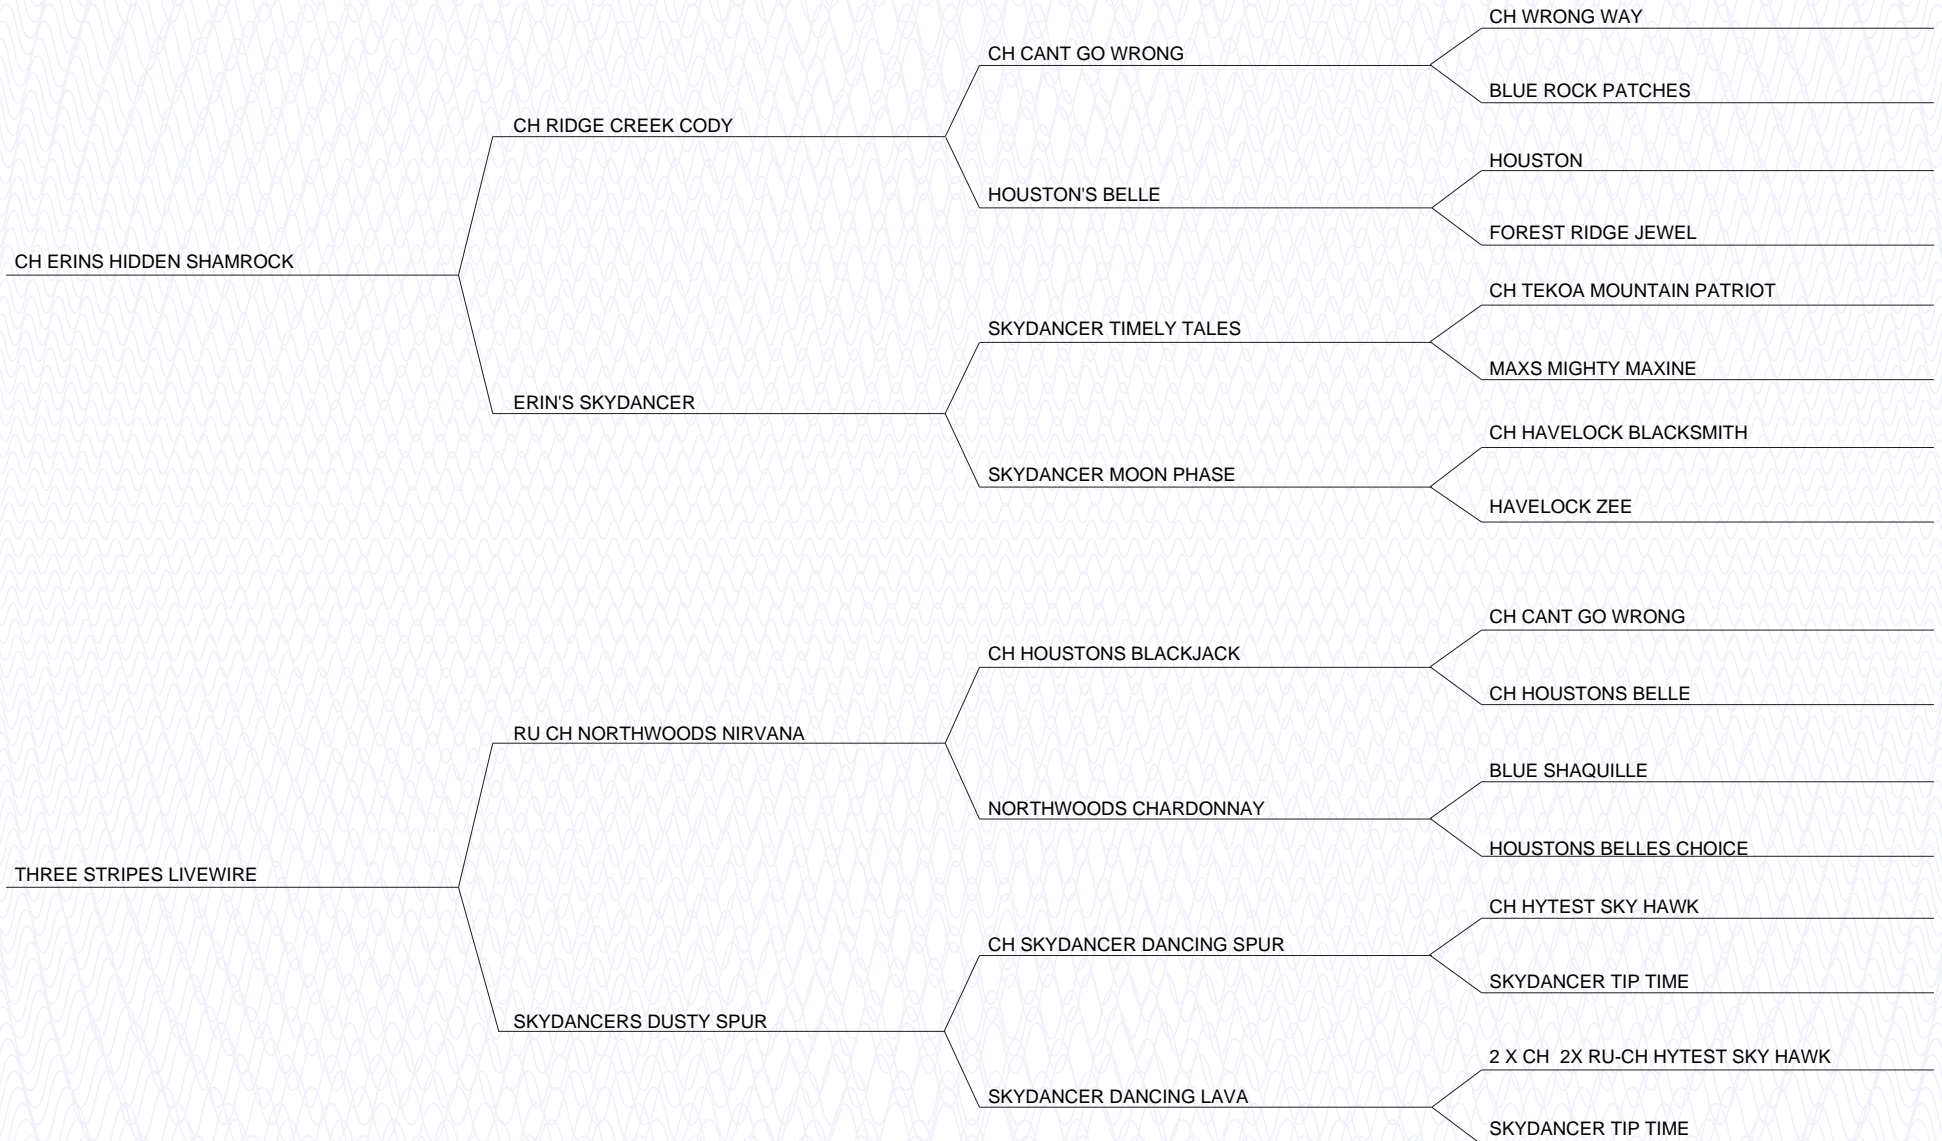 CH WRONG WAY
CH CANT GO WRONG
BLUE ROCK PATCHES
CH RIDGE CREEK CODY
HOUSTON
HOUSTON'S BELLE
FOREST RIDGE JEWEL
CH ERINS HIDDEN SHAMROCK
CH TEKOA MOUNTAIN PATRIOT
SKYDANCER TIMELY TALES
MAXS MIGHTY MAXINE
ERIN'S SKYDANCER
CH HAVELOCK BLACKSMITH
SKYDANCER MOON PHASE
HAVELOCK ZEE
CH CANT GO WRONG
CH HOUSTONS BLACKJACK
CH HOUSTONS BELLE
RU CH NORTHWOODS NIRVANA
BLUE SHAQUILLE
NORTHWOODS CHARDONNAY
HOUSTONS BELLES CHOICE
THREE STRIPES LIVEWIRE
CH HYTEST SKY HAWK
CH SKYDANCER DANCING SPUR
SKYDANCER TIP TIME
SKYDANCERS DUSTY SPUR
2 X CH  2X RU-CH HYTEST SKY HAWK
SKYDANCER DANCING LAVA
SKYDANCER TIP TIME